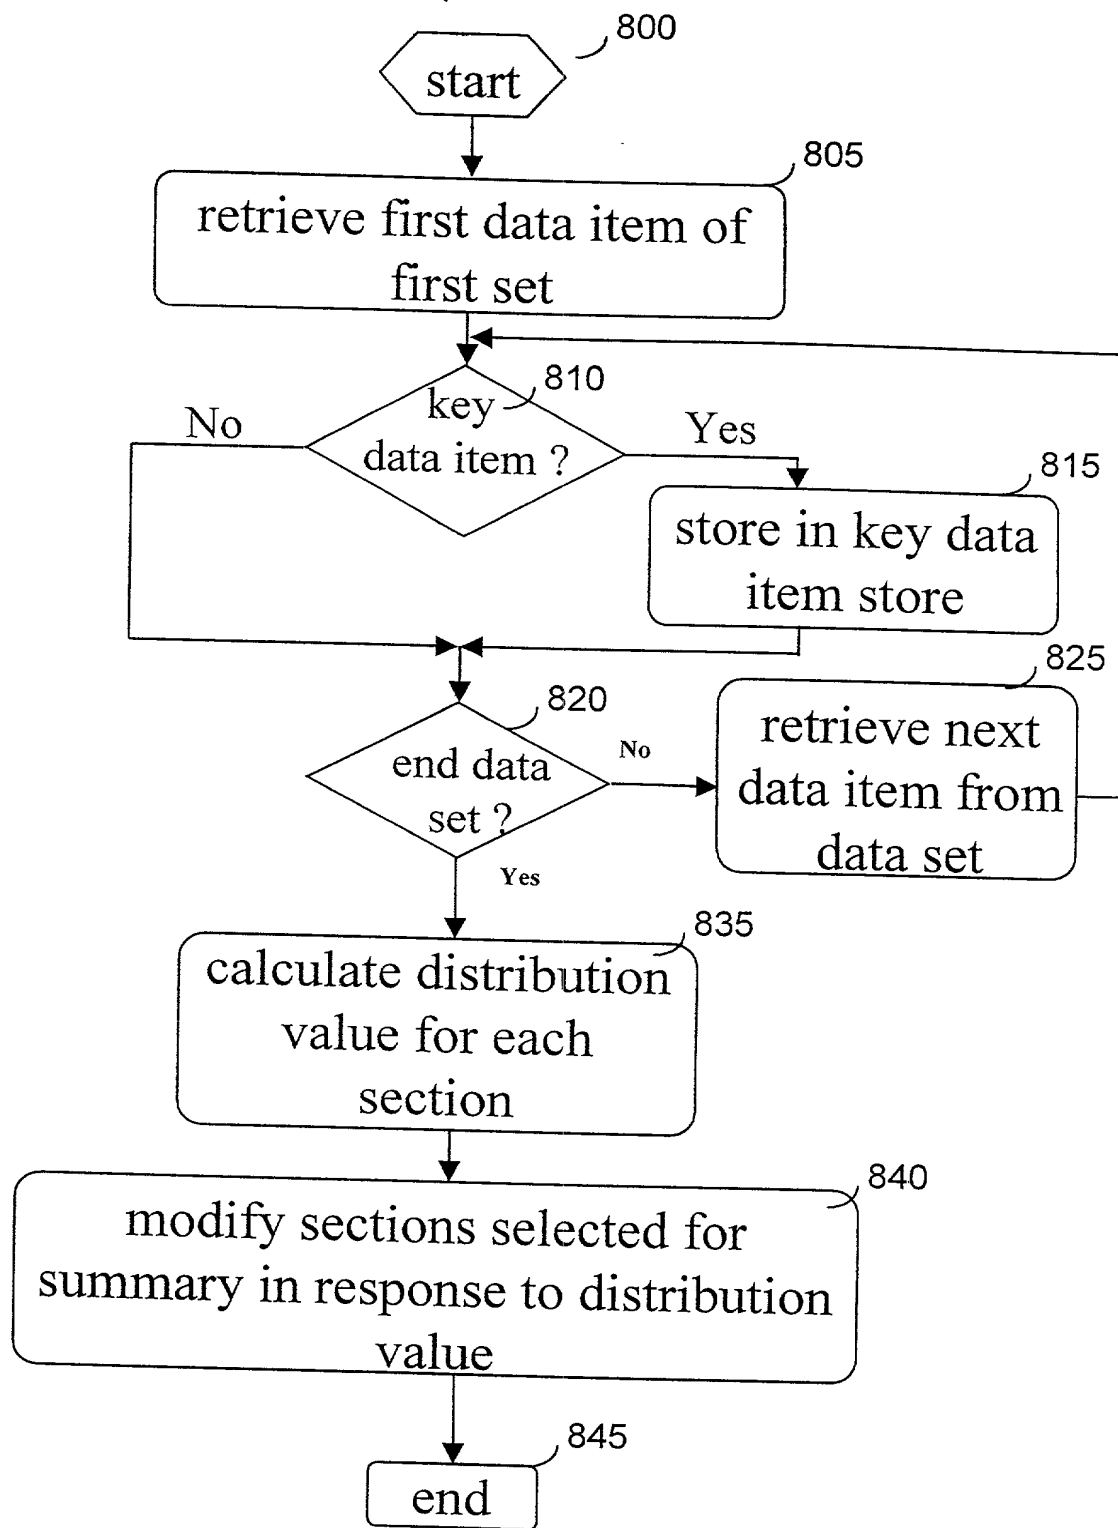 800
start
805
retrieve first data item of
first set
810
key
data item ?
No
Yes
815
store in key data
item store
820
end data
set ?
No
Yes
825
retrieve next
data item from
data set
835
calculate distribution
value for each
section
840
modify sections selected for
summary in response to distribution
value
845
end